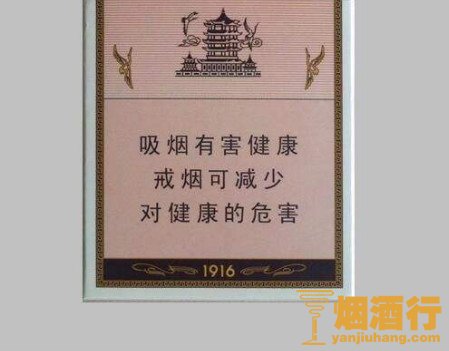 吸烟有害健康
戒烟可减少
对健康的危害
1916
烟酒行
yanjiuhang.com